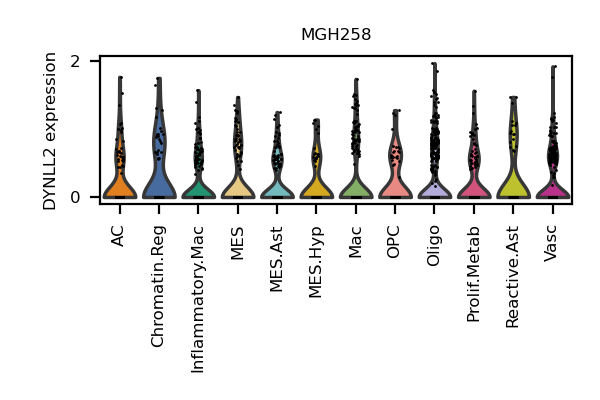 MGH258
DYNLL2 expression
2
0
AC
Chromatin.Reg
Inflammatory.Mac
MES
MES.Ast
MES.Hyp
Mac
OPC
Oligo
Prolif.Metab
Reactive.Ast
Vasc